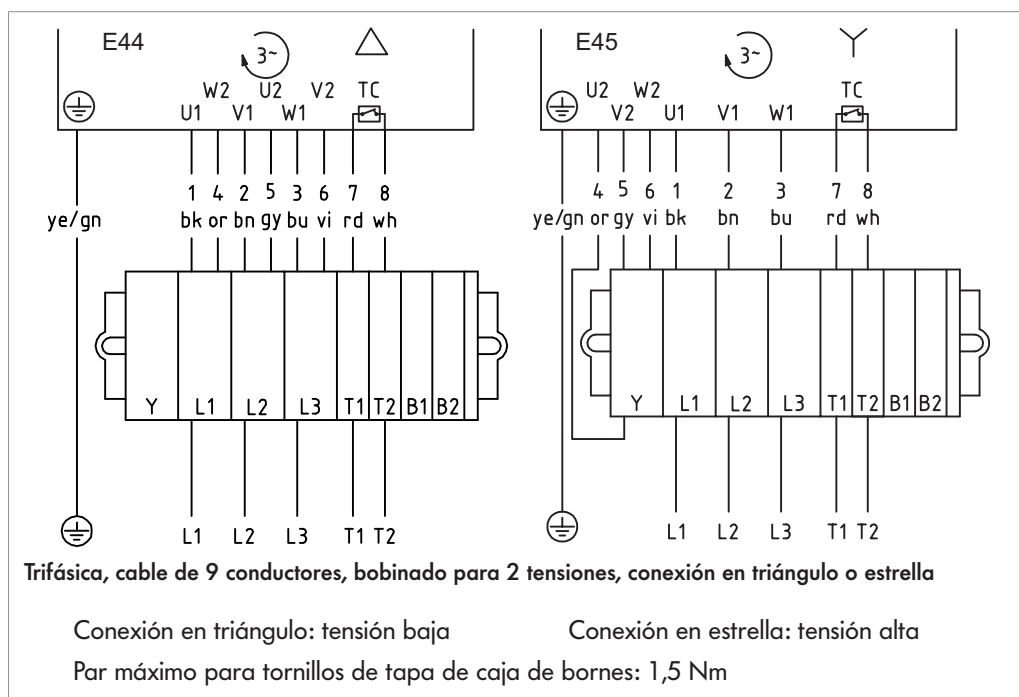 E44 3~ E45 3~
W2 U2 V2 TC U2 W2 TC
U1 V1 W1 V2 U1 V1 W1
1 4 2 5 3 6 7 8 4 5 6 1 2 3 7 8
ye/gn bk or bn gy bu vi rd wh ye/gn or gy vi bk bn bu rd wh
Y L1 L2 L3 T1 T2 B1 B2 Y L1 L2 L3 T1 T2 B1 B2
L1 L2 L3 T1 T2 L1 L2 L3 T1 T2
Trifásica, cable de 9 conductores, bobinado para 2 tensiones, conexión en triángulo o estrella
Conexión en triángulo: tensión baja Conexión en estrella: tensión alta
Par máximo para tornillos de tapa de caja de bornes: 1,5 Nm